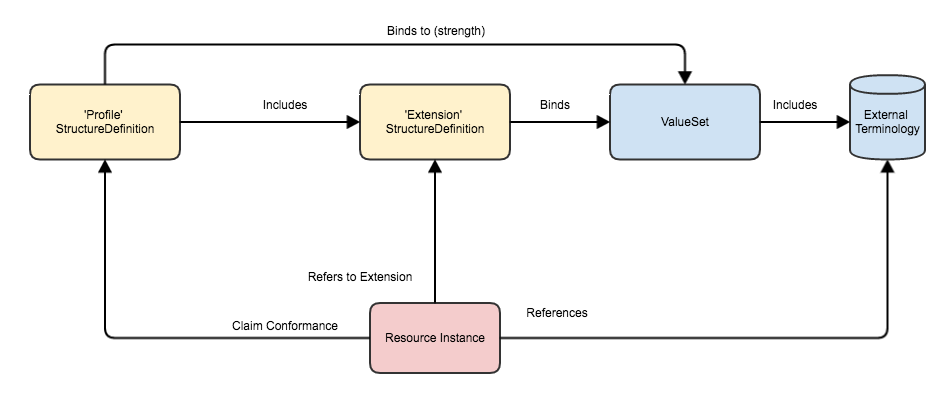 Binds to (strength)
'Profile'
StructureDefinition
Includes
'Extension'
StructureDefinition
Binds
ValueSet
Includes
External
Terminology
Refers to Extension
Claim Conformance
Resource Instance
References